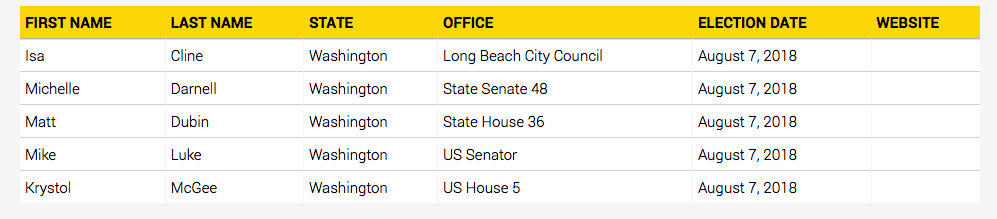 FIRST NAME LAST NAME STATE OFFICE ELECTION DATE WEBSITE
Isa Cline Washington Long Beach City Council August 7, 2018
Michelle Darnell Washington State Senate 48 August 7, 2018
Matt Dubin Washington State House 36 August 7, 2018
Mike Luke Washington US Senator August 7, 2018
Krystol McGee Washington US House 5 August 7, 2018